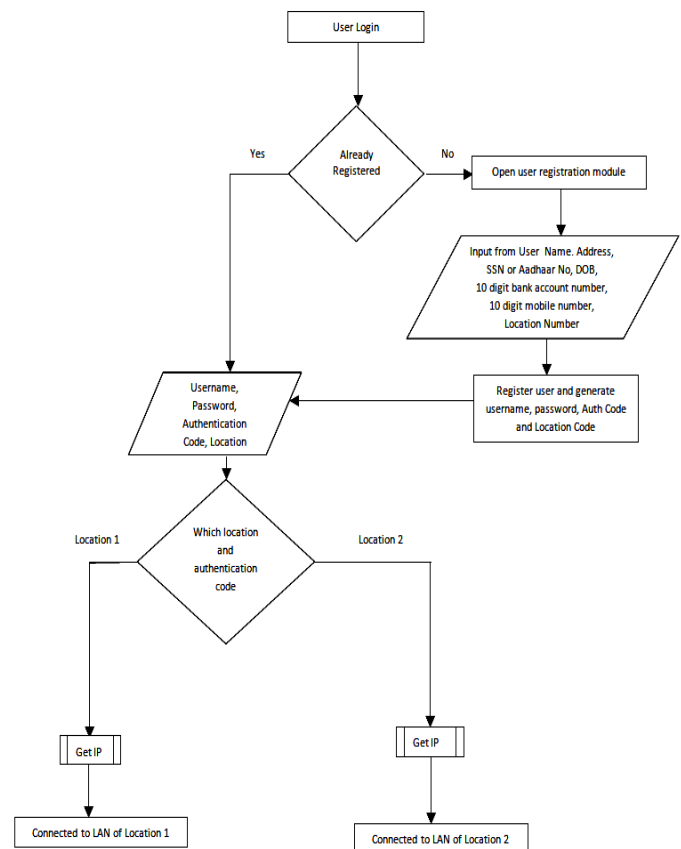 User Login
Already
Registered
Yes
No
Open user registration module
Input from User Name. Address,
SSN or Aadhaar No, DOB,
10 digit bank account number,
10 digit mobile number,
Location Number
Register user and generate
username, password, Auth Code
and Location Code
Username,
Password,
Authentication
Code, Location
Which location
and
authentication
code
Location 1
Location 2
Get IP
Get IP
Connected to LAN of Location 1
Connected to LAN of Location 2